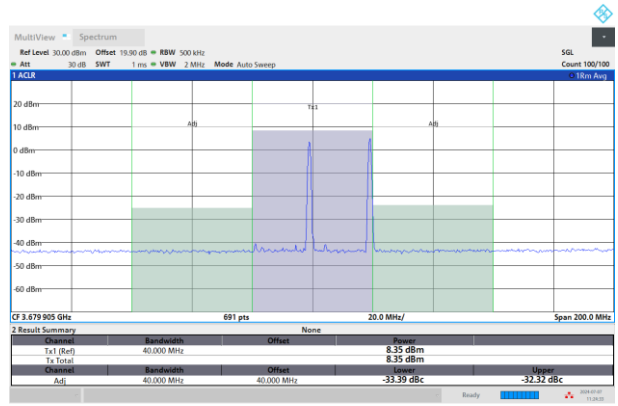 MultiView Spectrum
Ref Level 30.00 dBm Offset 19.90 dB RBW 500 kHz SGL
Att 30 dB SWT 1 ms VBW 2 MHz Mode Auto Sweep Count 100/100
1 ACLR 1Rm Avg
20 dBm
Tx1
10 dBm
Adj Adj
0 dBm
-10 dBm
-20 dBm
-30 dBm
-40 dBm
-50 dBm
-60 dBm
CF 3.679 905 GHz 691 pts 20.0 MHz/ Span 200.0 MHz
2 Result Summary None
Channel Bandwidth Offset Power
Tx1 (Ref) 40.000 MHz 8.35 dBm
Tx Total 8.35 dBm
Channel Bandwidth Offset Lower Upper
Adj 40.000 MHz 40.000 MHz -33.39 dBc -32.32 dBc
Ready